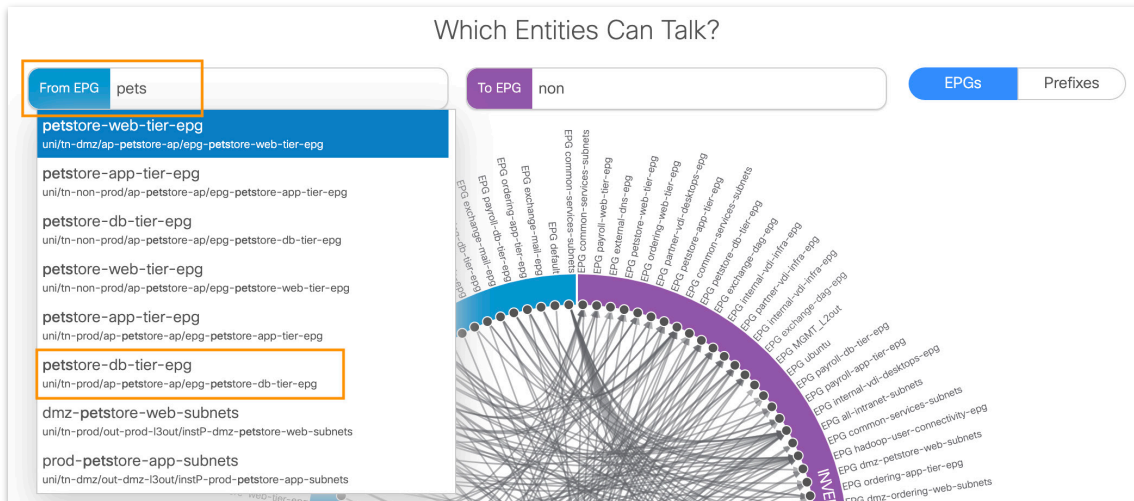 Which Entities Can Talk?
From EPG
pets
To EPG
non
EPGs
Prefixes
petstore-web-tier-epg
uni/tn-dmz/ap-petstore-ap/epg-petstore-web-tier-epg
petstore-app-tier-epg
uni/tn-non-prod/ap-petstore-ap/epg-petstore-app-tier-epg
petstore-db-tier-epg
uni/tn-non-prod/ap-petstore-ap/epg-petstore-db-tier-epg
petstore-web-tier-epg
uni/tn-non-prod/ap-petstore-ap/epg-petstore-web-tier-epg
petstore-app-tier-epg
uni/tn-prod/ap-petstore-ap/epg-petstore-app-tier-epg
petstore-db-tier-epg
uni/tn-prod/ap-petstore-ap/epg-petstore-db-tier-epg
dmz-petstore-web-subnets
uni/tn-prod/out-prod-l3out/instP-dmz-petstore-web-subnets
prod-petstore-app-subnets
uni/tn-dmz/out-dmz-l3out/instP-prod-petstore-app-subnets
EPG exchange-mail-epg
EPG payroll-db-tier-epg
EPG ordering-app-tier-epg
EPG exchange-mail-epg
EPG default
EPG common-services-subnets
EPG common-services-subnets
EPG payroll-web-tier-epg
EPG external-dns-epg
EPG petstore-web-tier-epg
EPG ordering-web-tier-epg
EPG partner-vdi-desktops-epg
EPG petstore-app-tier-epg
EPG common-services-subnets
EPG petstore-db-tier-epg
EPG exchange-dag-epg
EPG internal-vdi-infra-epg
EPG partner-vdi-infra-epg
EPG internal-vdi-infra-epg
EPG exchange-dag-epg
EPG MGMT_L2out
EPG ubuntu
EPG payroll-db-tier-epg
EPG payroll-app-tier-epg
EPG internal-vdi-desktops-epg
EPG all-intranet-subnets
EPG common-services-subnets
EPG hadoop-user-connectivity-epg
EPG dmz-petstore-web-subnets
EPG ordering-app-tier-epg
EPG dmz-ordering-web-subnets